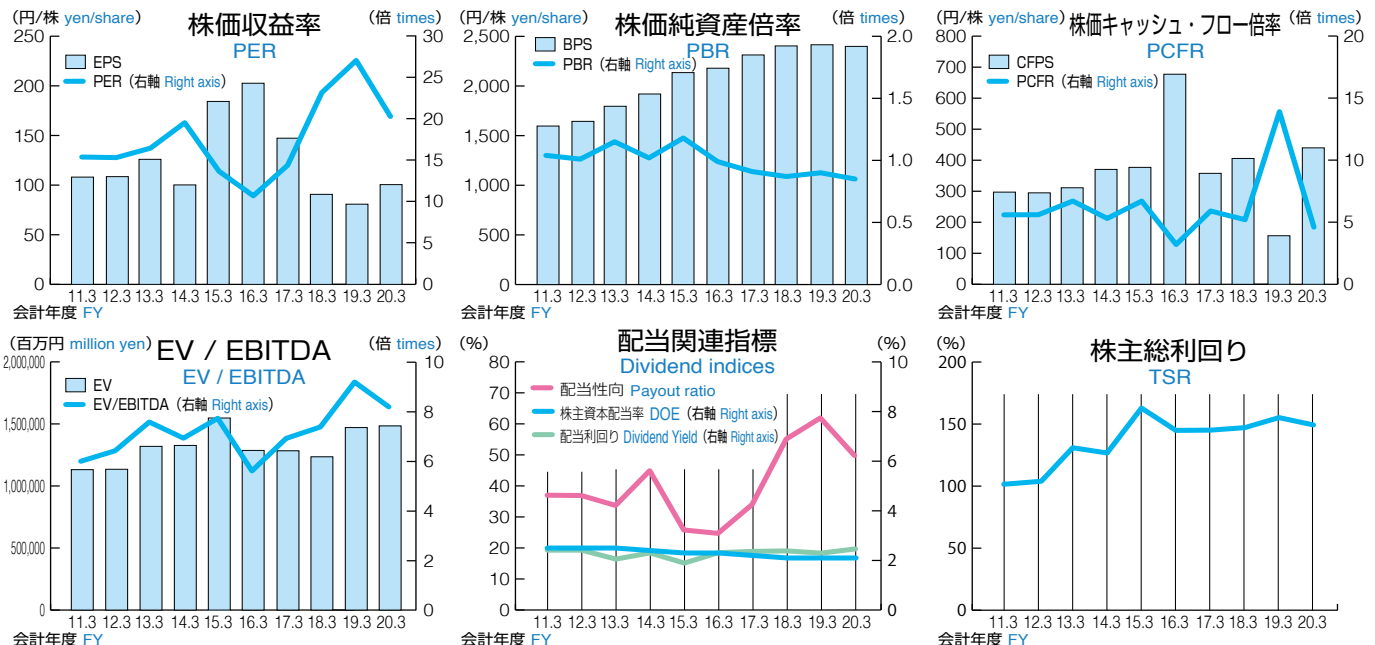 (円/株 yen/share) 株価収益率 (倍 times)
PER
EPS
PER (右軸 Right axis)
250
200
150
100
50
0
30
25
20
15
10
5
0
11.3 12.3 13.3 14.3 15.3 16.3 17.3 18.3 19.3 20.3
会計年度 FY
(円/株 yen/share) 株価純資産倍率 (倍 times)
PBR
BPS
PBR (右軸 Right axis)
2,500
2,000
1,500
1,000
500
0
2.0
1.5
1.0
0.5
0.0
11.3 12.3 13.3 14.3 15.3 16.3 17.3 18.3 19.3 20.3
会計年度 FY
(円/株 yen/share) 株価キャッシュ・フロー倍率 (倍 times)
PCFR
CFPS
PCFR (右軸 Right axis)
800
700
600
500
400
300
200
100
0
20
15
10
5
0
11.3 12.3 13.3 14.3 15.3 16.3 17.3 18.3 19.3 20.3
会計年度 FY
(百万円 million yen) EV / EBITDA (倍 times)
EV / EBITDA
EV
EV/EBITDA (右軸 Right axis)
2,000,000
1,500,000
1,000,000
500,000
0
10
8
6
4
2
0
11.3 12.3 13.3 14.3 15.3 16.3 17.3 18.3 19.3 20.3
会計年度 FY
(%) 配当関連指標 (%)
Dividend indices
配当性向 Payout ratio
株主資本配当率 DOE (右軸 Right axis)
配当利回り Dividend Yield (右軸 Right axis)
80
70
60
50
40
30
20
10
0
10
8
6
4
2
0
11.3 12.3 13.3 14.3 15.3 16.3 17.3 18.3 19.3 20.3
会計年度 FY
(%) 株主総利回り
TSR
200
150
100
50
0
11.3 12.3 13.3 14.3 15.3 16.3 17.3 18.3 19.3 20.3
会計年度 FY